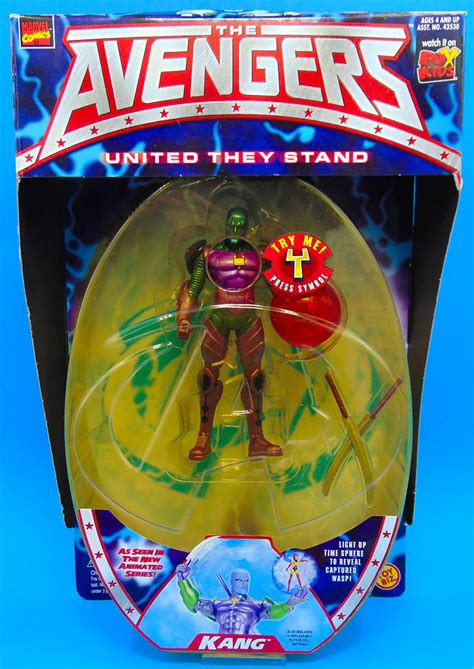 MARVEL
COMICS
THE
AVENGERS
UNITED THEY STAND
AGES 4 AND UP
ASST. NO. 43530
watch it on
FOX
KIDS
TRY ME!
PRESS SYMBOL
AS SEEN IN
THE NEW
ANIMATED
SERIES!
LIGHT UP
TIME SPHERE
TO REVEAL
CAPTURED
WASP!
KANG™
TOY BIZ